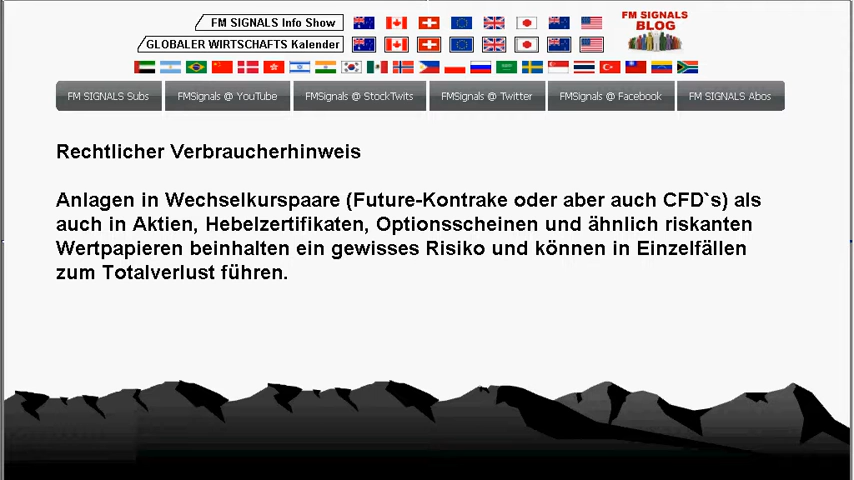 FM SIGNALS Info Show
FM SIGNALS
BLOG
GLOBALER WIRTSCHAFTS Kalender
FM SIGNALS Subs
FMSignals @ YouTube
FMSignals @ StockTwits
FMSignals @ Twitter
FMSignals @ Facebook
FM SIGNALS Abos
Rechtlicher Verbraucherhinweis
Anlagen in Wechselkurspaare (Future-Kontrake oder aber auch CFD`s) als
auch in Aktien, Hebelzertifikaten, Optionsscheinen und ähnlich riskanten
Wertpapieren beinhalten ein gewisses Risiko und können in Einzelfällen
zum Totalverlust führen.